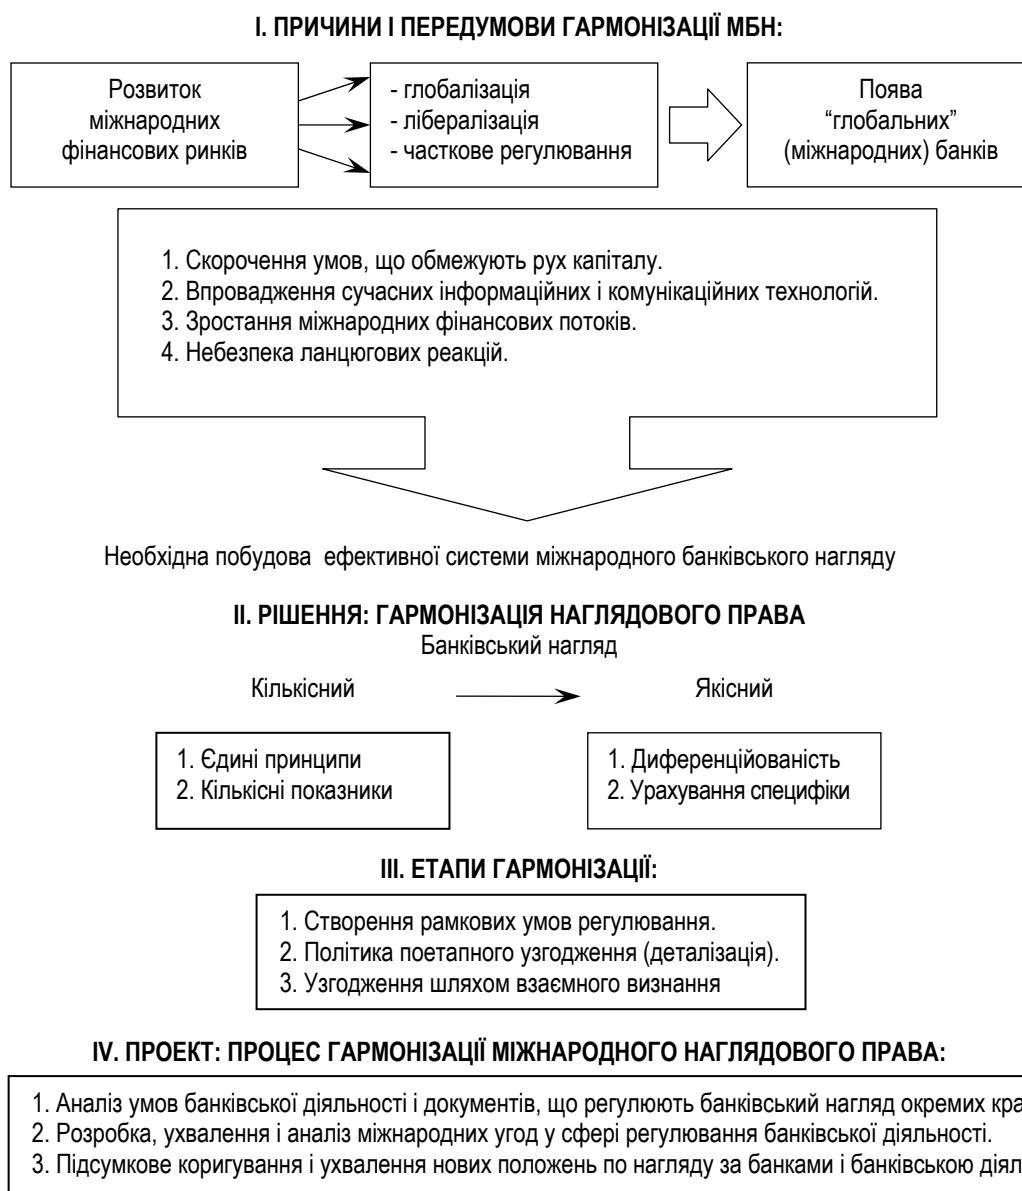 І. ПРИЧИНИ І ПЕРЕДУМОВИ ГАРМОНІЗАЦІЇ МБН:
Розвиток
міжнародних
фінансових ринків
- глобалізація
- лібералізація
- часткове регулювання
Поява
“глобальних”
(міжнародних) банків
1. Скорочення умов, що обмежують рух капіталу.
2. Впровадження сучасних інформаційних і комунікаційних технологій.
3. Зростання міжнародних фінансових потоків.
4. Небезпека ланцюгових реакцій.
Необхідна побудова ефективної системи міжнародного банківського нагляду
ІІ. РІШЕННЯ: ГАРМОНІЗАЦІЯ НАГЛЯДОВОГО ПРАВА
Банківський нагляд
Кількісний
Якісний
1. Єдині принципи
2. Кількісні показники
1. Диференційованість
2. Урахування специфіки
ІІІ. ЕТАПИ ГАРМОНІЗАЦІЇ:
1. Створення рамкових умов регулювання.
2. Політика поетапного узгодження (деталізація).
3. Узгодження шляхом взаємного визнання
IV. ПРОЕКТ: ПРОЦЕС ГАРМОНІЗАЦІЇ МІЖНАРОДНОГО НАГЛЯДОВОГО ПРАВА:
1. Аналіз умов банківської діяльності і документів, що регулюють банківський нагляд окремих
2. Розробка, ухвалення і аналіз міжнародних угод у сфері регулювання банківської діяльності.
3. Підсумкове коригування і ухвалення нових положень по нагляду за банками і банківською